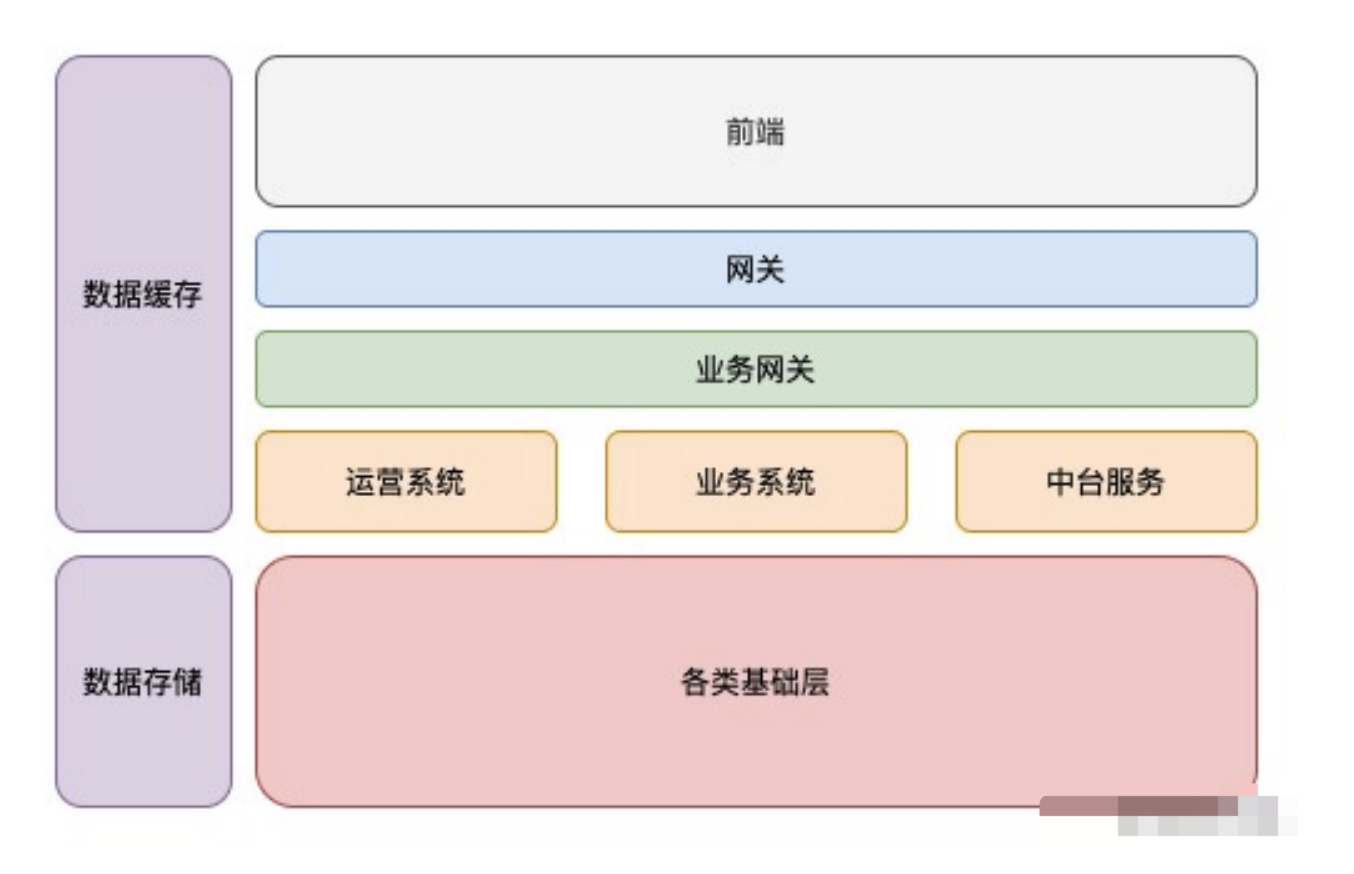 前端
网关
数据缓存
业务网关
运营系统
业务系统
中台服务
数据存储
各类基础层